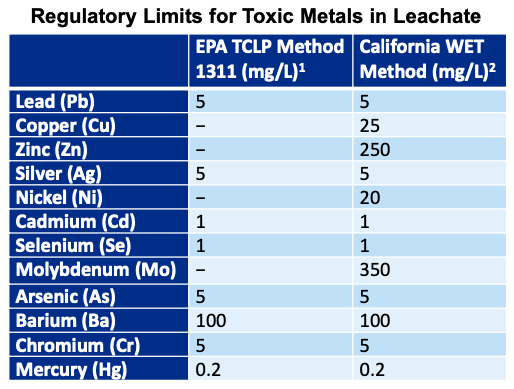 Regulatory Limits for Toxic Metals in Leachate
EPA TCLP Method 1311 (mg/L)¹ California WET Method (mg/L)²
Lead (Pb) 5 5
Copper (Cu) – 25
Zinc (Zn) – 250
Silver (Ag) 5 5
Nickel (Ni) – 20
Cadmium (Cd) 1 1
Selenium (Se) 1 1
Molybdenum (Mo) – 350
Arsenic (As) 5 5
Barium (Ba) 100 100
Chromium (Cr) 5 5
Mercury (Hg) 0.2 0.2